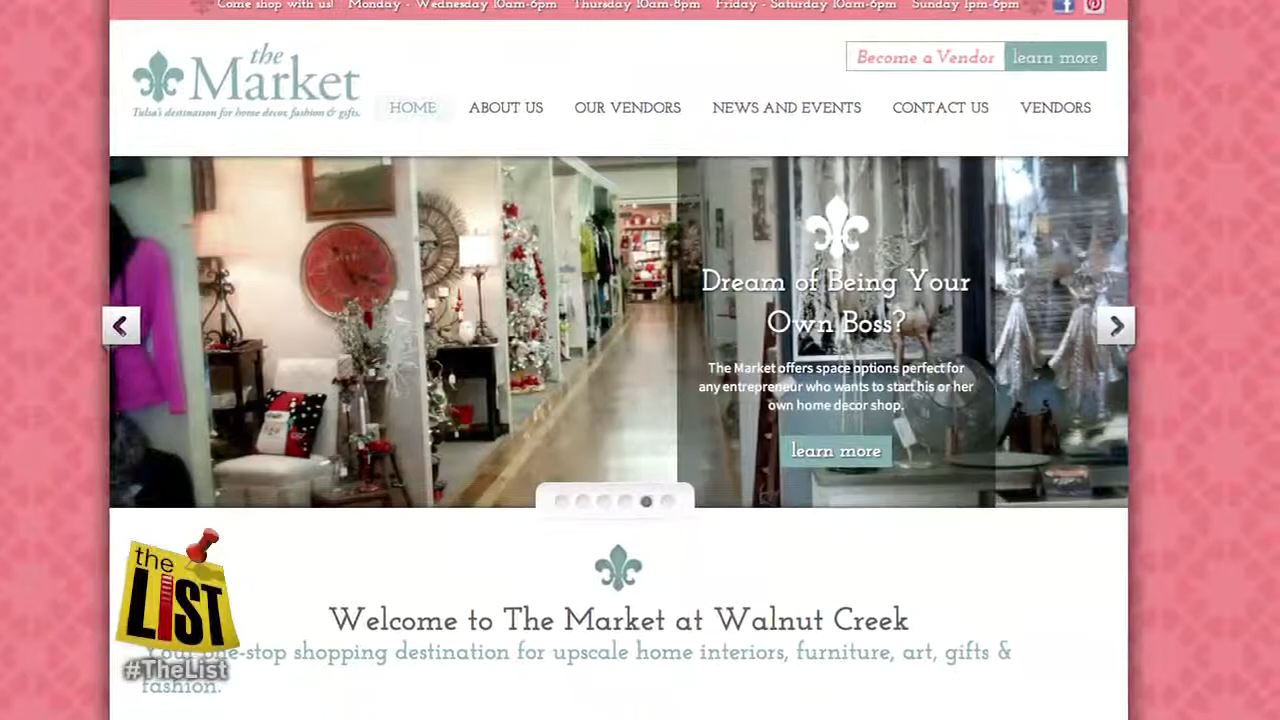 Come shop with us! Monday - Wednesday 10am-6pm Thursday 10am-8pm Friday - Saturday 10am-6pm Sunday 1pm-6pm
the
Market
Tulsa's destination for home decor, fashion & gifts.
Become a Vendor learn more
HOME ABOUT US OUR VENDORS NEWS AND EVENTS CONTACT US VENDORS
Dream of Being Your
Own Boss?
The Market offers space options perfect for
any entrepreneur who wants to start his or her
own home decor shop.
learn more
Welcome to The Market at Walnut Creek
Your one-stop shopping destination for upscale home interiors, furniture, art, gifts &
fashion.
the
LIST
#TheList